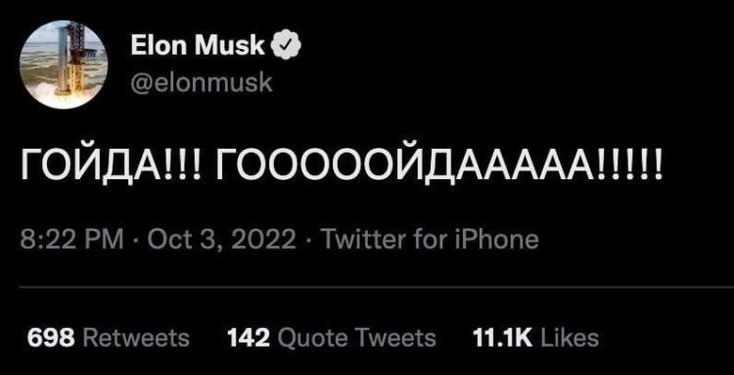 Elon Musk
@elonmusk
ГОЙДА!!! ГОООООЙДААААА!!!!!
8:22 PM · Oct 3, 2022 · Twitter for iPhone
698 Retweets 142 Quote Tweets 11.1K Likes